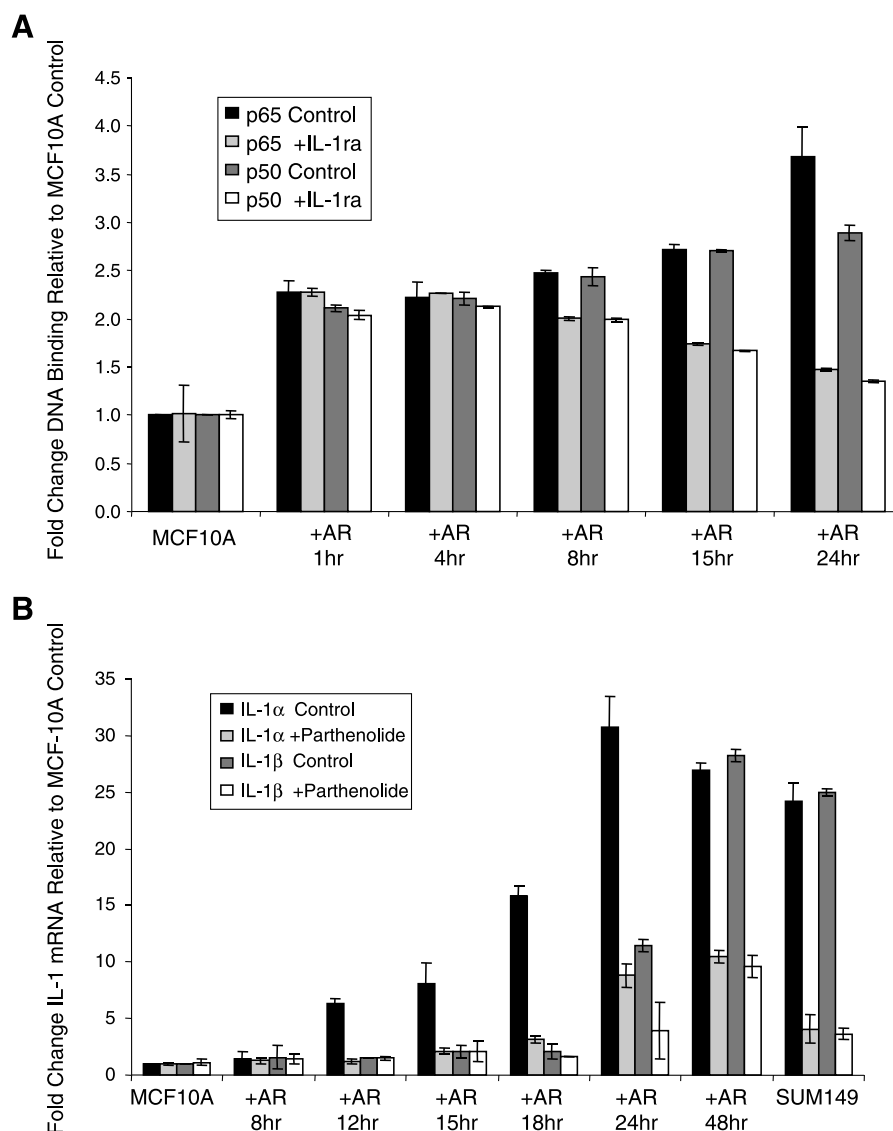 A
Fold Change DNA Binding Relative to MCF10A Control
4.5
4.0
3.5
3.0
2.5
2.0
1.5
1.0
0.5
0.0
p65 Control
p65 +IL-1ra
p50 Control
p50 +IL-1ra
MCF10A
+AR 1hr
+AR 4hr
+AR 8hr
+AR 15hr
+AR 24hr
B
Fold Change IL-1 mRNA Relative to MCF-10A Control
35
30
25
20
15
10
5
0
IL-1α Control
IL-1α +Parthenolide
IL-1β Control
IL-1β +Parthenolide
MCF10A
+AR 8hr
+AR 12hr
+AR 15hr
+AR 18hr
+AR 24hr
+AR 48hr
SUM149